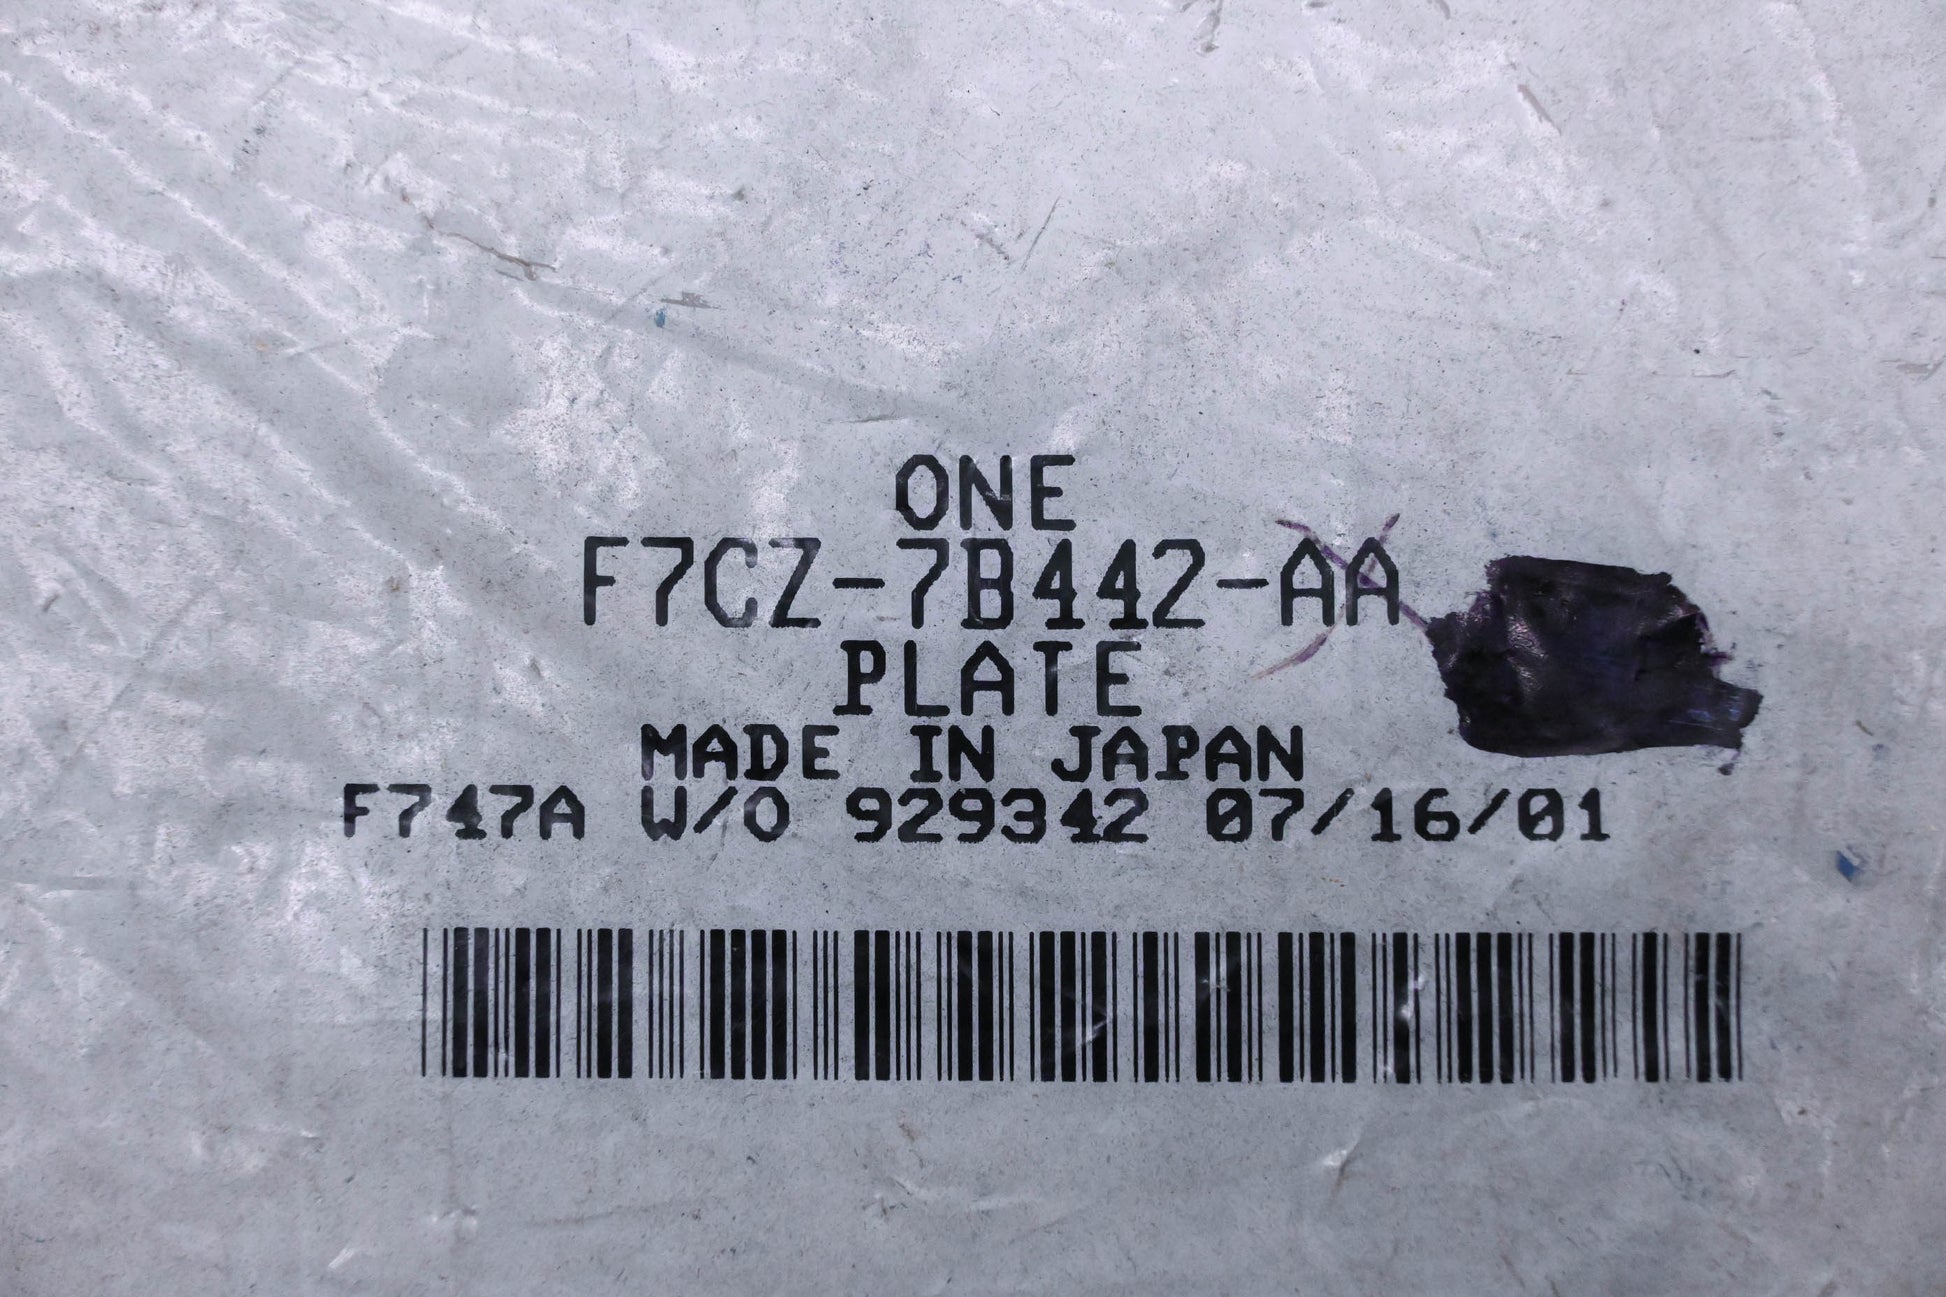 ONE
F7CZ-7B442-AA
PLATE
MADE IN JAPAN
F747A W/O 929342 07/16/01